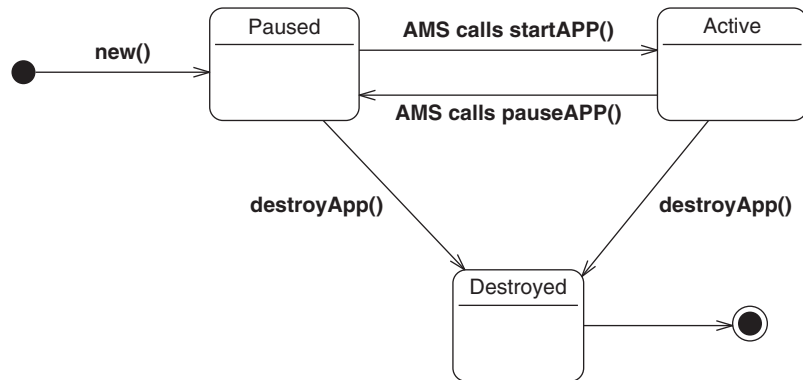 Paused
AMS calls startAPP()
Active
new()
AMS calls pauseAPP()
destroyApp()
destroyApp()
Destroyed